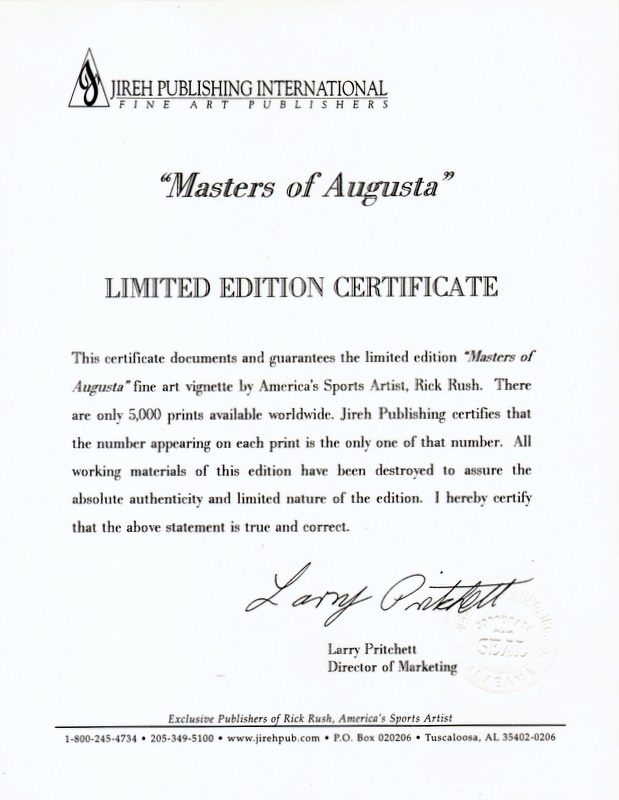 JIREH PUBLISHING INTERNATIONAL
FINE ART PUBLISHERS
"Masters of Augusta"
LIMITED EDITION CERTIFICATE
This certificate documents and guarantees the limited edition "Masters of
Augusta" fine art vignette by America's Sports Artist, Rick Rush. There
are only 5,000 prints available worldwide. Jireh Publishing certifies that
the number appearing on each print is the only one of that number. All
working materials of this edition have been destroyed to assure the
absolute authenticity and limited nature of the edition. I hereby certify
that the above statement is true and correct.
Larry Pritchett
Larry Pritchett
Director of Marketing
CORPORATE
SEAL
ALABAMA
Exclusive Publishers of Rick Rush, America's Sports Artist
1-800-245-4734 • 205-349-5100 • www.jirehpub.com • P.O. Box 020206 • Tuscaloosa, AL 35402-0206